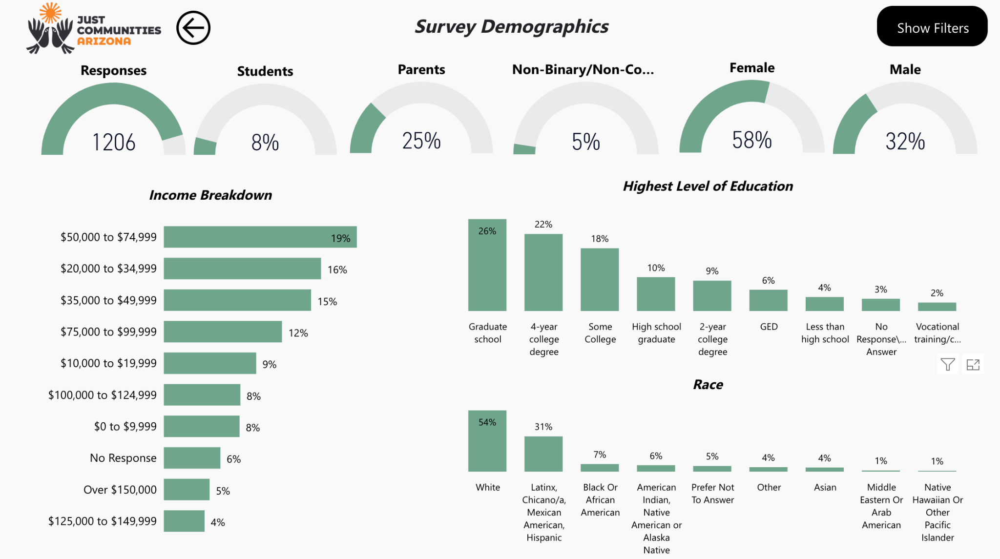 JUST
COMMUNITIES
ARIZONA
Survey Demographics
Show Filters
Responses
1206
Students
8%
Parents
25%
Non-Binary/Non-Co...
5%
Female
58%
Male
32%
Income Breakdown
$50,000 to $74,999
19%
$20,000 to $34,999
16%
$35,000 to $49,999
15%
$75,000 to $99,999
12%
$10,000 to $19,999
9%
$100,000 to $124,999
8%
$0 to $9,999
8%
No Response
6%
Over $150,000
5%
$125,000 to $149,999
4%
Highest Level of Education
26%
22%
18%
10%
9%
6%
4%
3%
2%
Graduate
school
4-year
college
degree
Some
College
High school
graduate
2-year
college
degree
GED
Less than
high school
No
Response\...
Answer
Vocational
training/c...
Race
54%
31%
7%
6%
5%
4%
4%
1%
1%
White
Latinx,
Chicano/a,
Mexican
American,
Hispanic
Black Or
African
American
American
Indian,
Native
American or
Alaska
Native
Prefer Not
To Answer
Other
Asian
Middle
Eastern Or
Arab
American
Native
Hawaiian Or
Other
Pacific
Islander